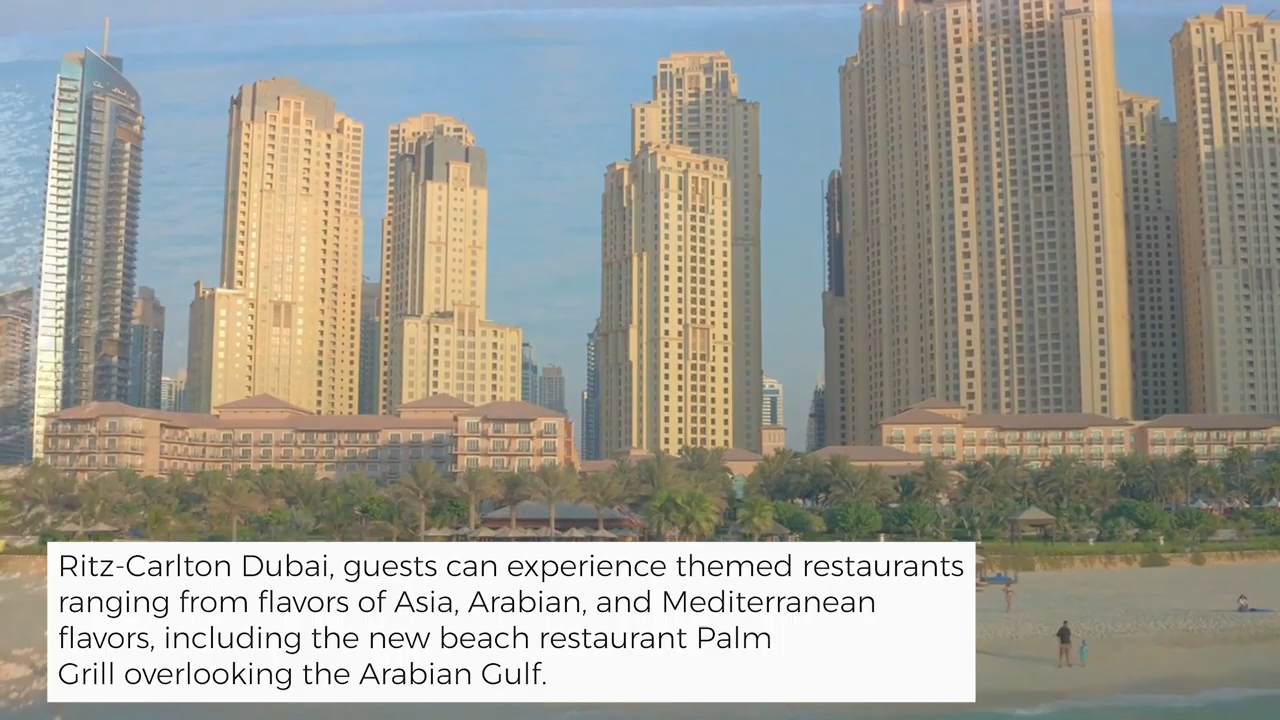 Ritz-Carlton Dubai, guests can experience themed restaurants
ranging from flavors of Asia, Arabian, and Mediterranean
flavors, including the new beach restaurant Palm
Grill overlooking the Arabian Gulf.